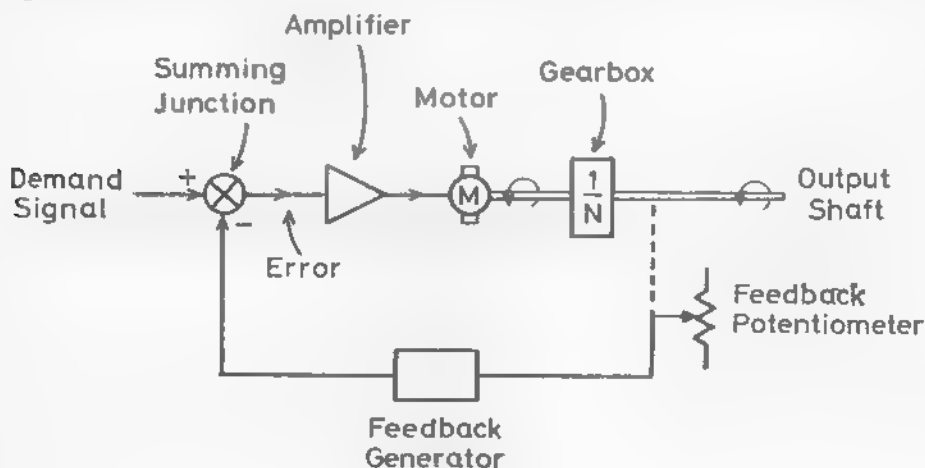 Amplifier
Summing
Junction
Motor
Gearbox
Demand
Signal
+
-
Error
M
1
N
Output
Shaft
Feedback
Potentiometer
Feedback
Generator